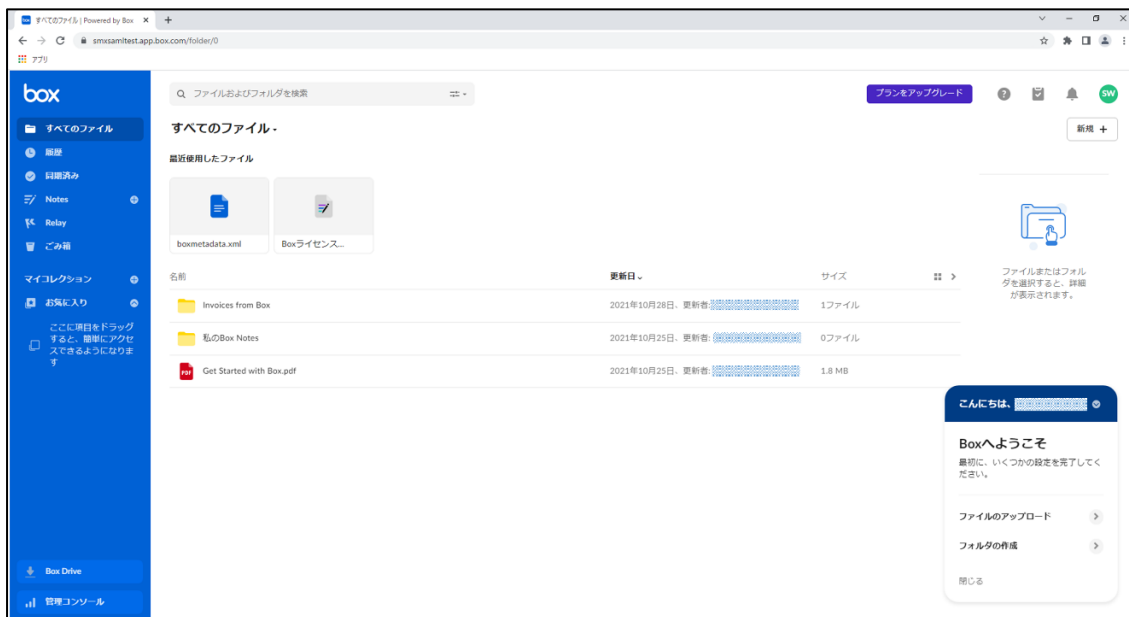 すべてのファイル | Powered by Box
smxsamltest.app.box.com/folder/0
アプリ
box
ファイルおよびフォルダを検索
プランをアップグレード
SW
すべてのファイル
履歴
同期済み
Notes
Relay
ごみ箱
マイコレクション
お気に入り
ここに項目をドラッグ
すると、簡単にアクセ
スできるようになりま
す
Box Drive
管理コンソール
すべてのファイル
新規 +
最近使用したファイル
boxmetadata.xml
Boxライセンス...
名前
更新日
サイズ
Invoices from Box
2021年10月28日、更新者:
1ファイル
私のBox Notes
2021年10月25日、更新者:
0ファイル
PDF
Get Started with Box.pdf
2021年10月25日、更新者:
1.8 MB
ファイルまたはフォル
ダを選択すると、詳細
が表示されます。
こんにちは、
Boxへようこそ
最初に、いくつかの設定を完了してく
ださい。
ファイルのアップロード
フォルダの作成
閉じる